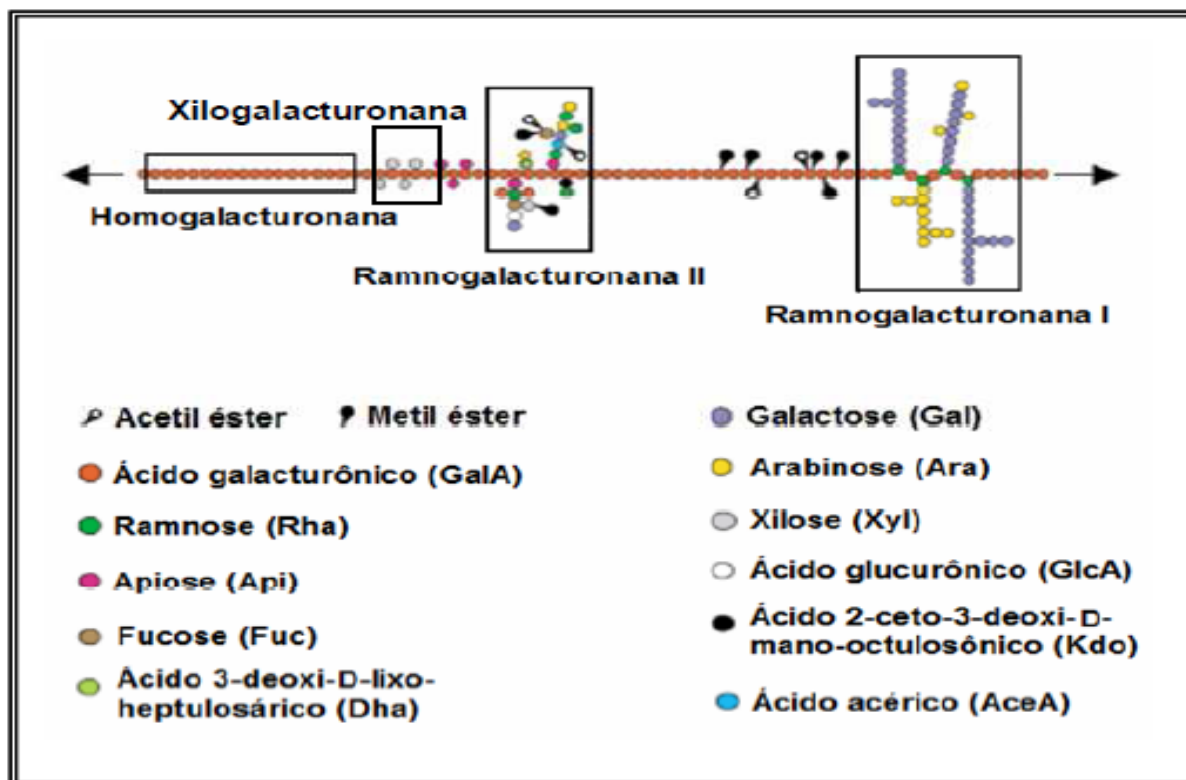 Xilogalacturonana
Homogalacturonana
Ramnogalacturonana II
Ramnogalacturonana I
Acetil éster
Metil éster
Ácido galacturônico (GalA)
Ramnose (Rha)
Apiose (Api)
Fucose (Fuc)
Ácido 3-deoxi-D-lixo-
heptulosárico (Dha)
Galactose (Gal)
Arabinose (Ara)
Xilose (Xyl)
Ácido glucurônico (GlcA)
Ácido 2-ceto-3-deoxi-D-
mano-octulosônico (Kdo)
Ácido acérico (AceA)